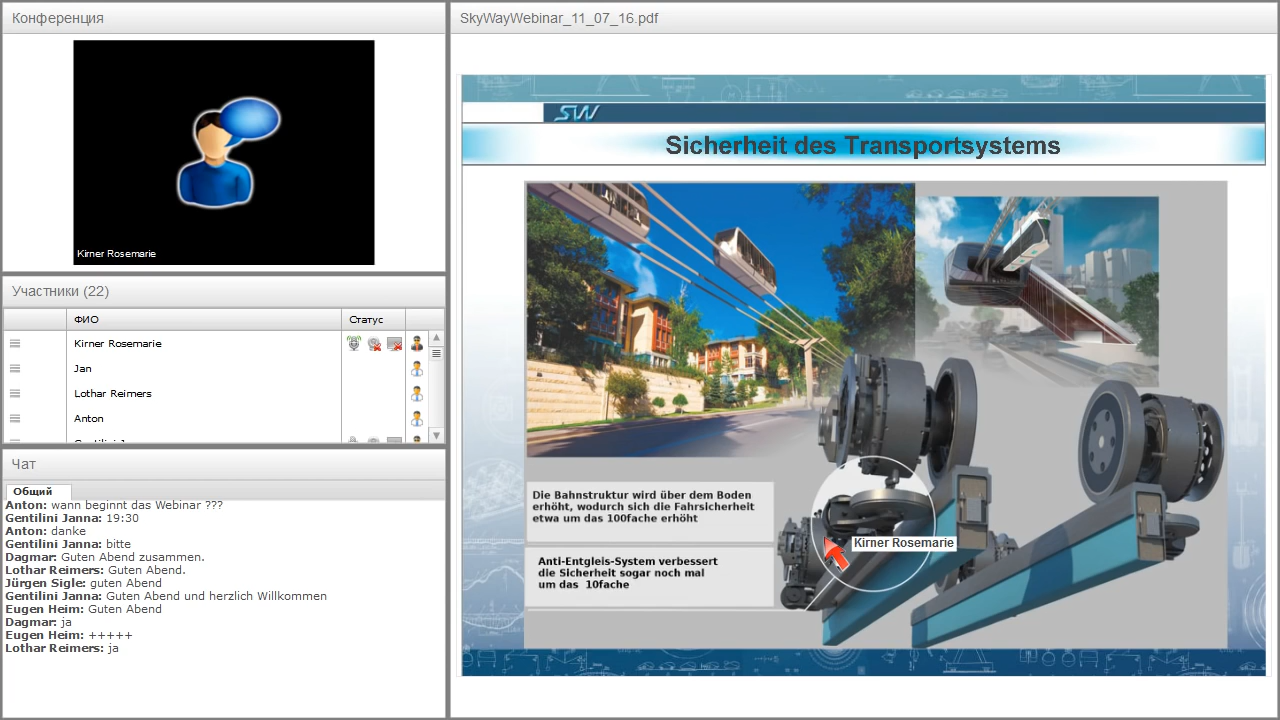 Конференция
Kirner Rosemarie
Участники (22)
ФИО
Статус
Kirner Rosemarie
Jan
Lothar Reimers
Anton
Чат
Общий
Anton: wann beginnt das Webinar ???
Gentilini Janna: 19:30
Anton: danke
Gentilini Janna: bitte
Dagmar: Guten Abend zusammen.
Lothar Reimers: Guten Abend.
Jürgen Sigle: guten Abend
Gentilini Janna: Guten Abend und herzlich Willkommen
Eugen Heim: Guten Abend
Dagmar: ja
Eugen Heim: +++++
Lothar Reimers: ja
SkyWayWebinar_11_07_16.pdf
SW
Sicherheit des Transportsystems
Die Bahnstruktur wird über dem Boden
erhöht, wodurch sich die Fahrsicherheit
etwa um das 100fache erhöht
Anti-Entgleis-System verbessert
die Sicherheit sogar noch mal
um das 10fache
Kirner Rosemarie